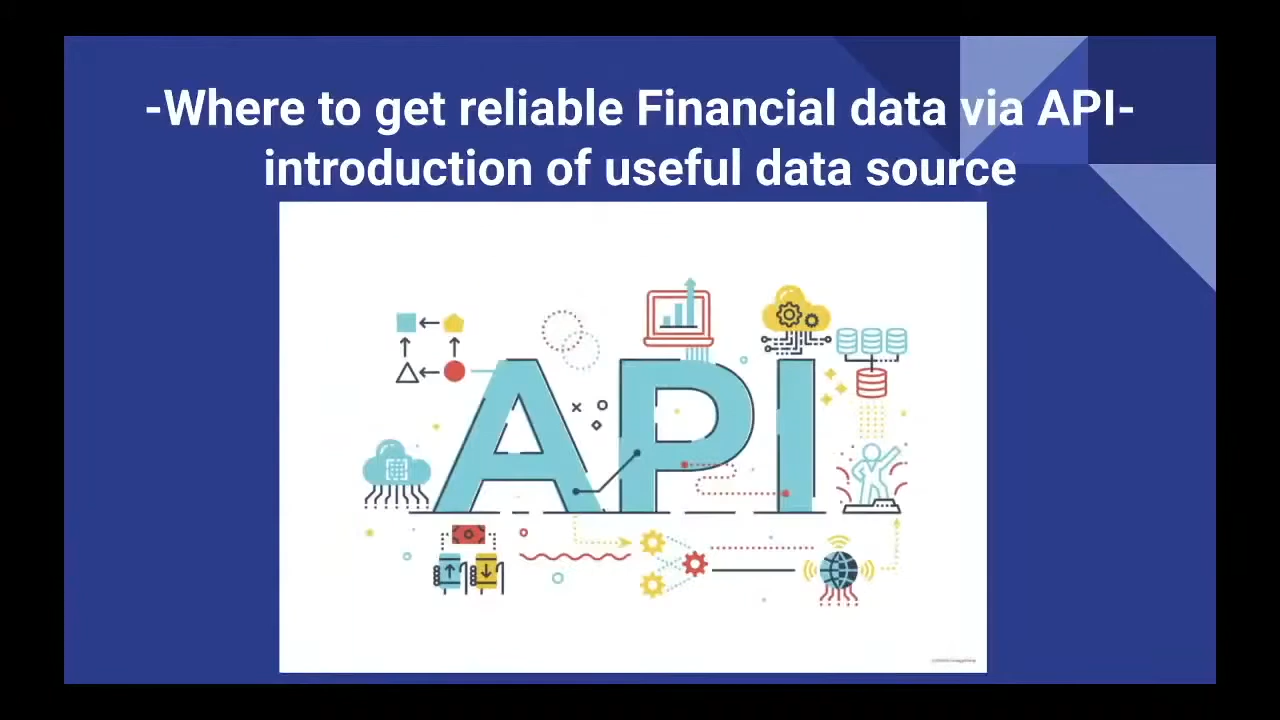 -Where to get reliable Financial data via API-
introduction of useful data source
API